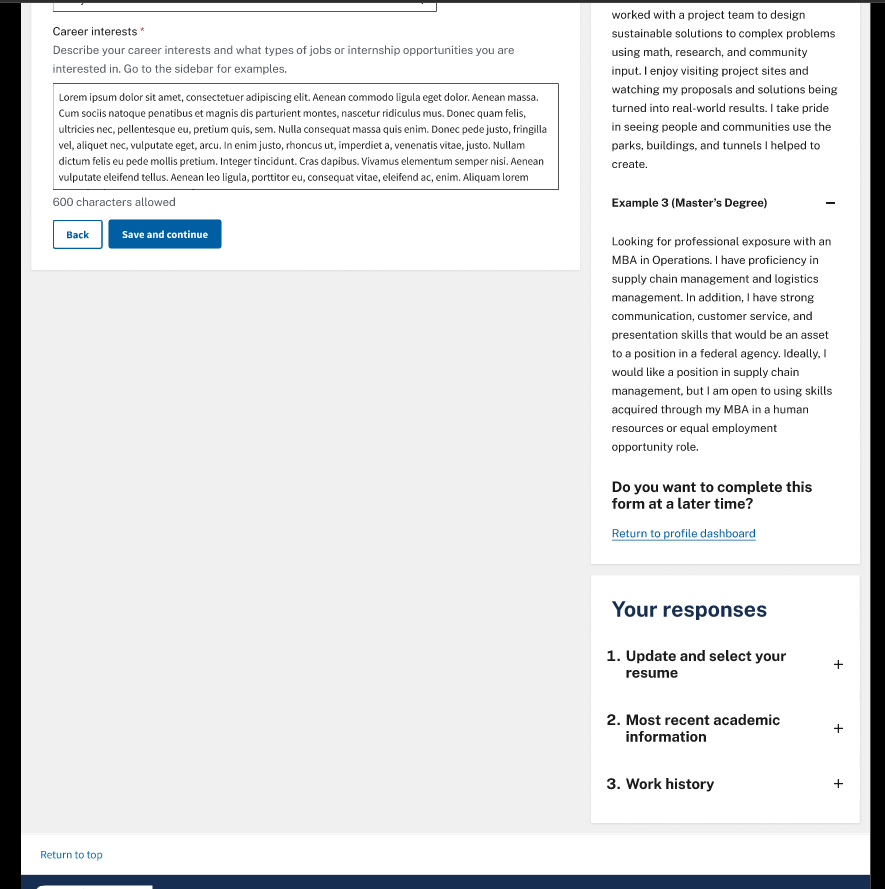 Career interests *
Describe your career interests and what types of jobs or internship opportunities you are
interested in. Go to the sidebar for examples.
Lorem ipsum dolor sit amet, consectetuer adipiscing elit. Aenean commodo ligula eget dolor. Aenean massa.
Cum sociis natoque penatibus et magnis dis parturient montes, nascetur ridiculus mus. Donec quam felis,
ultricies nec, pellentesque eu, pretium quis, sem. Nulla consequat massa quis enim. Donec pede justo, fringilla
vel, aliquet nec, vulputate eget, arcu. In enim justo, rhoncus ut, imperdiet a, venenatis vitae, justo. Nullam
dictum felis eu pede mollis pretium. Integer tincidunt. Cras dapibus. Vivamus elementum semper nisi. Aenean
vulputate eleifend tellus. Aenean leo ligula, porttitor eu, consequat vitae, eleifend ac, enim. Aliquam lorem
600 characters allowed
Back
Save and continue
worked with a project team to design
sustainable solutions to complex problems
using math, research, and community
input. I enjoy visiting project sites and
watching my proposals and solutions being
turned into real-world results. I take pride
in seeing people and communities use the
parks, buildings, and tunnels I helped to
create.
Example 3 (Master's Degree)
Looking for professional exposure with an
MBA in Operations. I have proficiency in
supply chain management and logistics
management. In addition, I have strong
communication, customer service, and
presentation skills that would be an asset
to a position in a federal agency. Ideally, I
would like a position in supply chain
management, but I am open to using skills
acquired through my MBA in a human
resources or equal employment
opportunity role.
Do you want to complete this
form at a later time?
Return to profile dashboard
Your responses
1. Update and select your
resume
2. Most recent academic
information
3. Work history
Return to top